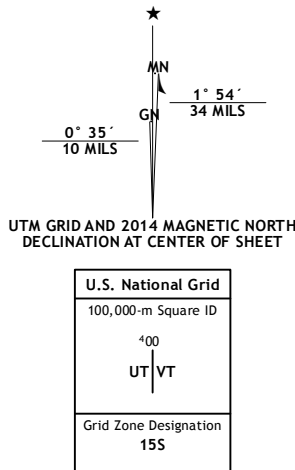 ★
MN
1° 54´
34 MILS
GN
0° 35´
10 MILS
UTM GRID AND 2014 MAGNETIC NORTH
DECLINATION AT CENTER OF SHEET
U.S. National Grid
100,000-m Square ID
⁴00
UT VT
Grid Zone Designation
15S